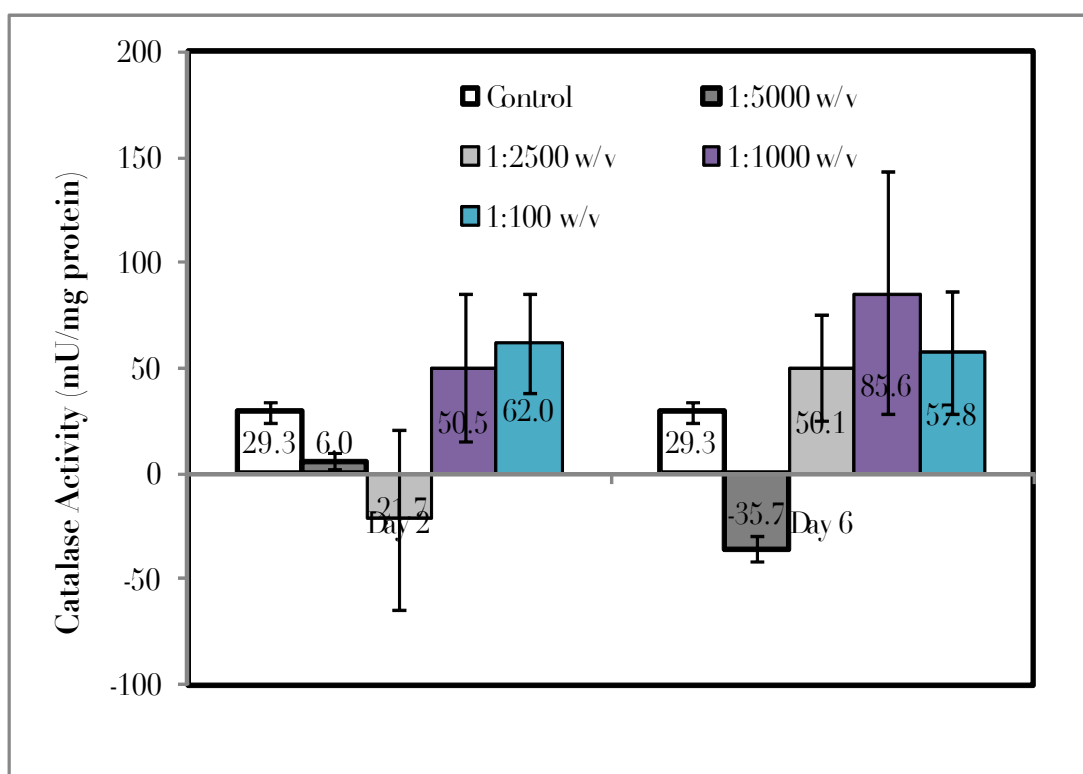 200
150
100
50
0
-50
-100
Catalase Activity (mU/mg protein)
Control 1:5000 w/v
1:2500 w/v 1:1000 w/v
1:100 w/v
29.3 6.0 -21.7 50.5 62.0
29.3 -35.7 50.1 85.6 57.8
Day 2 Day 6